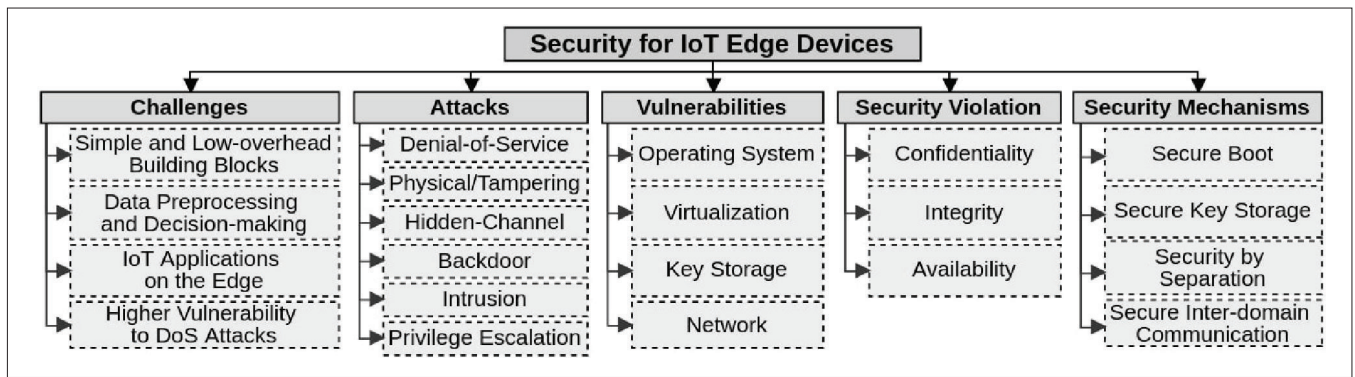 Security for IoT Edge Devices
Challenges
Simple and Low-overhead
Building Blocks
Data Preprocessing
and Decision-making
IoT Applications
on the Edge
Higher Vulnerability
to DoS Attacks
Attacks
Denial-of-Service
Physical/Tampering
Hidden-Channel
Backdoor
Intrusion
Privilege Escalation
Vulnerabilities
Operating System
Virtualization
Key Storage
Network
Security Violation
Confidentiality
Integrity
Availability
Security Mechanisms
Secure Boot
Secure Key Storage
Security by
Separation
Secure Inter-domain
Communication